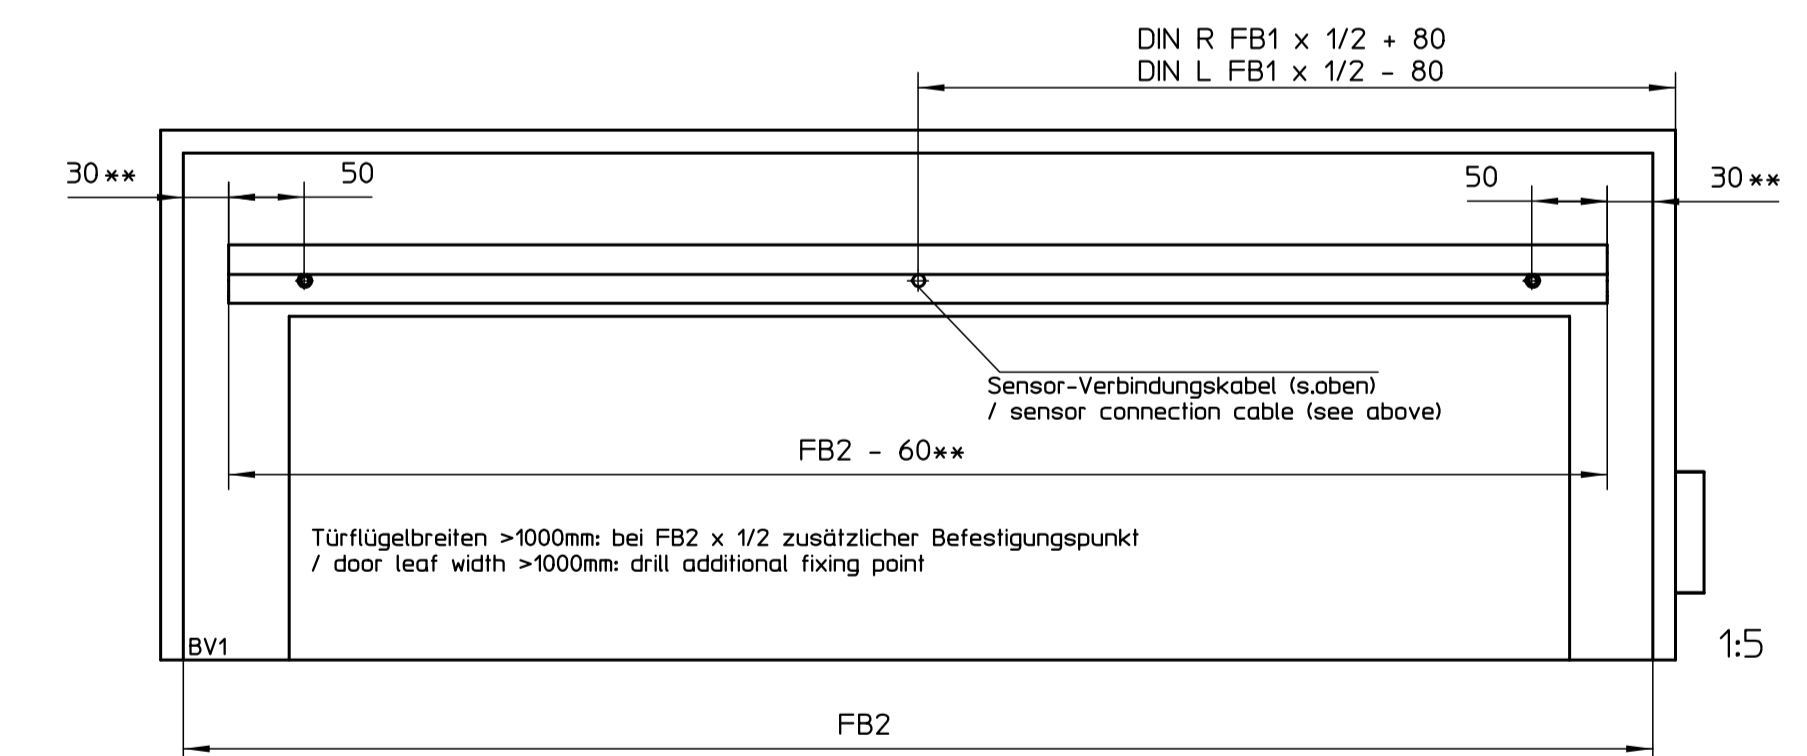 DIN R FB1 x 1/2 + 80
DIN L FB1 x 1/2 - 80
30**
50
50
30**
Sensor-Verbindungskabel (s.oben)
/ sensor connection cable (see above)
FB2 - 60**
Türflügelbreiten >1000mm: bei FB2 x 1/2 zusätzlicher Befestigungspunkt
/ door leaf width >1000mm: drill additional fixing point
BV1
1:5
FB2